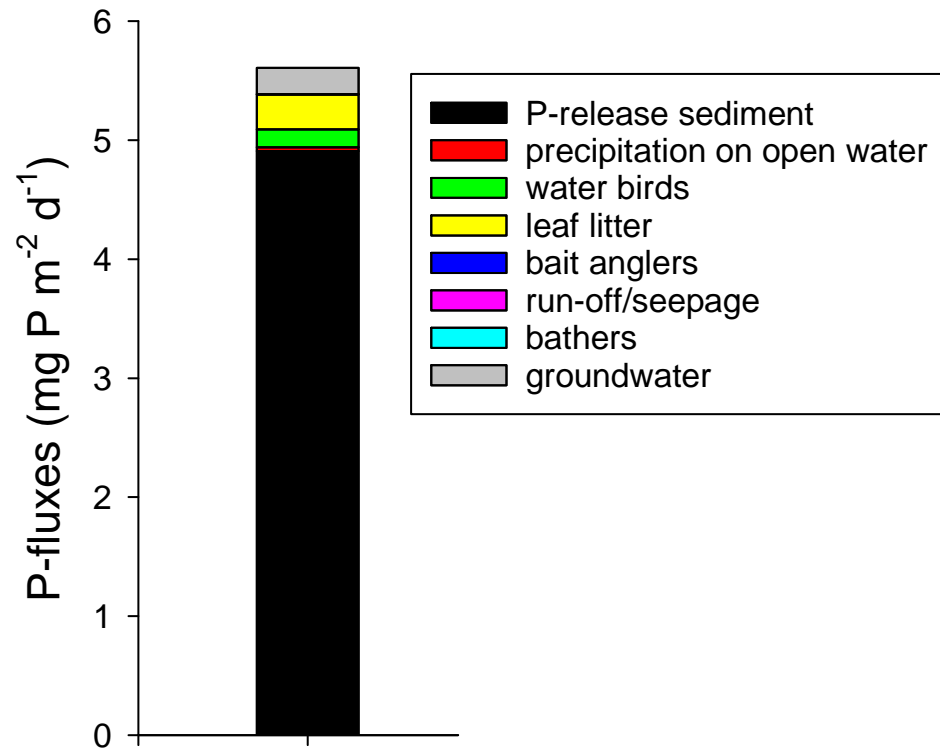 P-fluxes (mg P m⁻² d⁻¹)
6
5
4
3
2
1
0
P-release sediment
precipitation on open water
water birds
leaf litter
bait anglers
run-off/seepage
bathers
groundwater